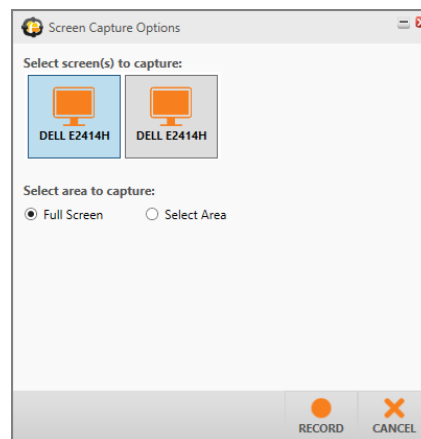 Screen Capture Options
Select screen(s) to capture:
DELL E2414H DELL E2414H
Select area to capture:
Full Screen Select Area
RECORD CANCEL